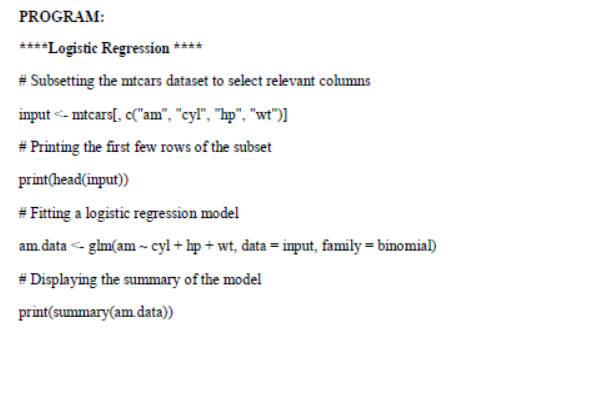 PROGRAM:
****Logistic Regression ****
# Subsetting the mtcars dataset to select relevant columns
input <- mtcars[, c("am", "cyl", "hp", "wt")]
# Printing the first few rows of the subset
print(head(input))
# Fitting a logistic regression model
am.data <- glm(am ~ cyl + hp + wt, data = input, family = binomial)
# Displaying the summary of the model
print(summary(am.data))